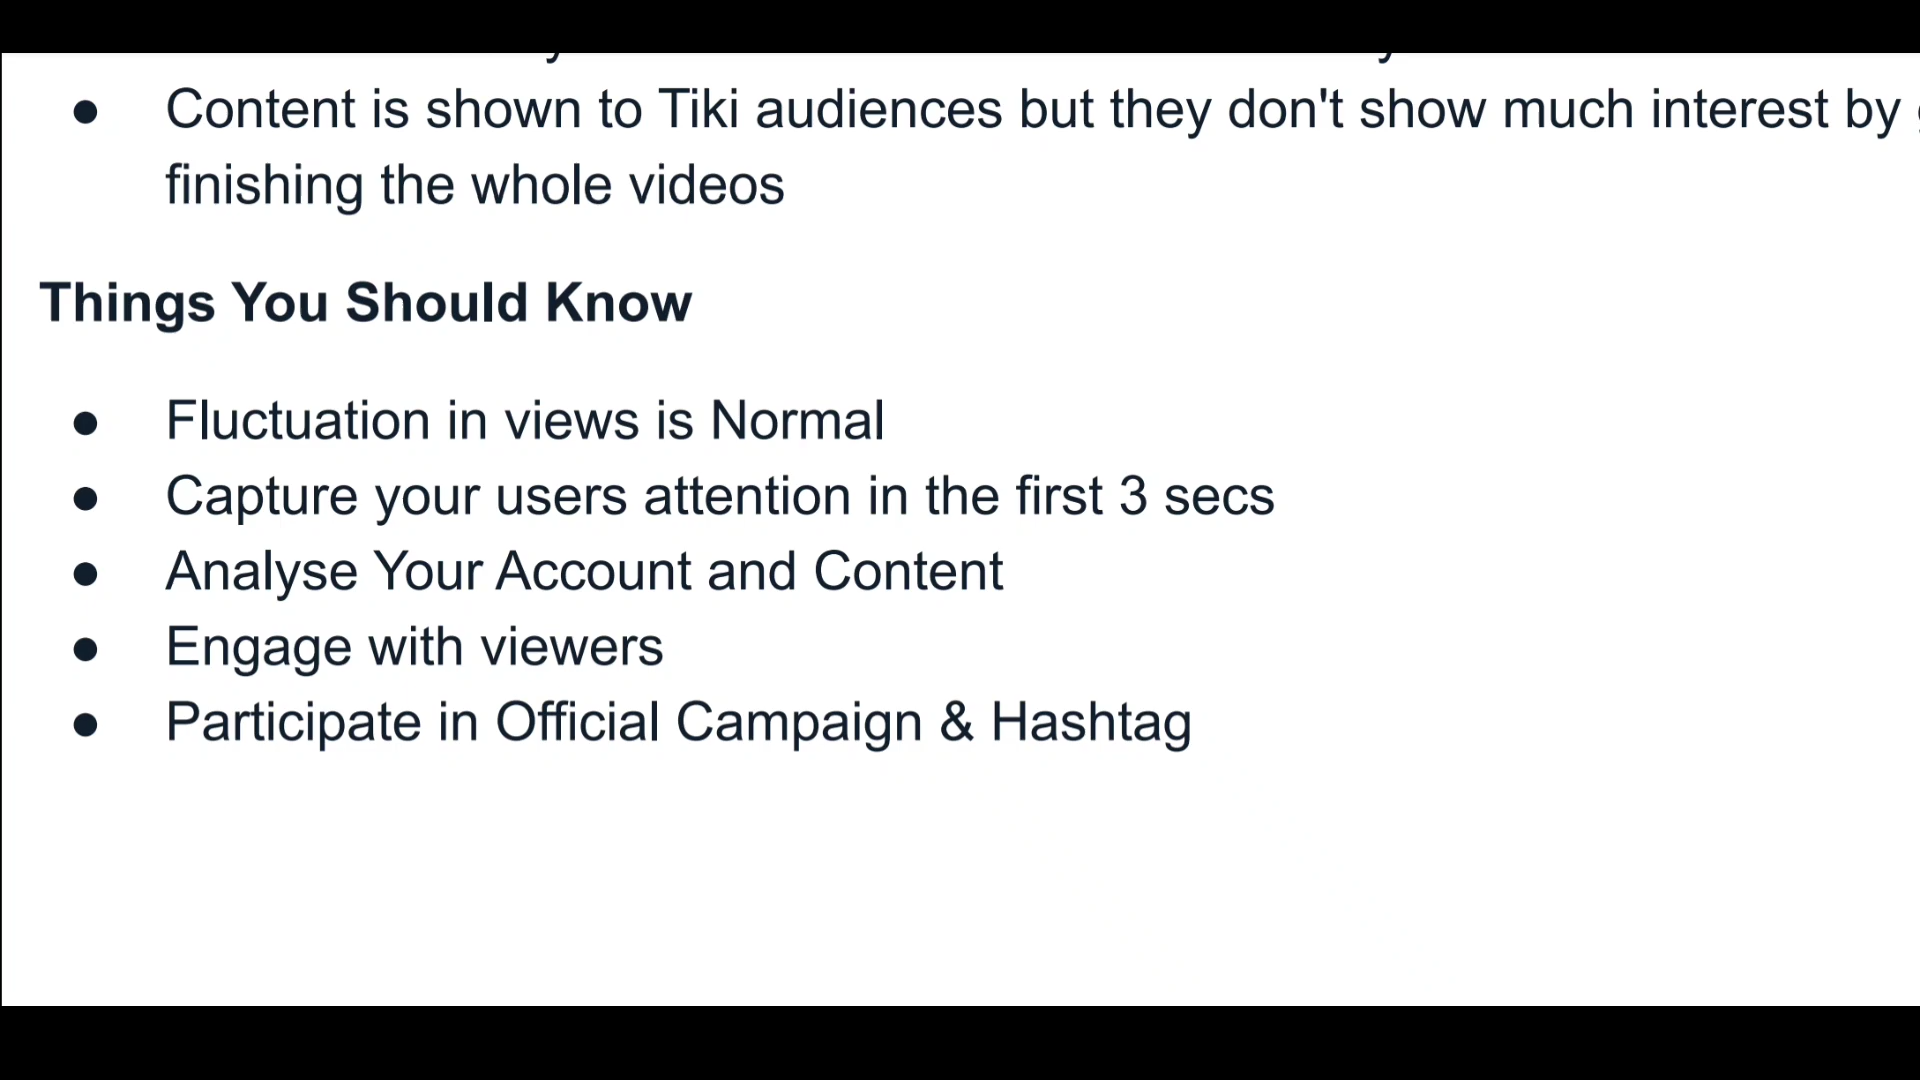 ● Content is shown to Tiki audiences but they don't show much interest by
finishing the whole videos
Things You Should Know
● Fluctuation in views is Normal
● Capture your users attention in the first 3 secs
● Analyse Your Account and Content
● Engage with viewers
● Participate in Official Campaign & Hashtag